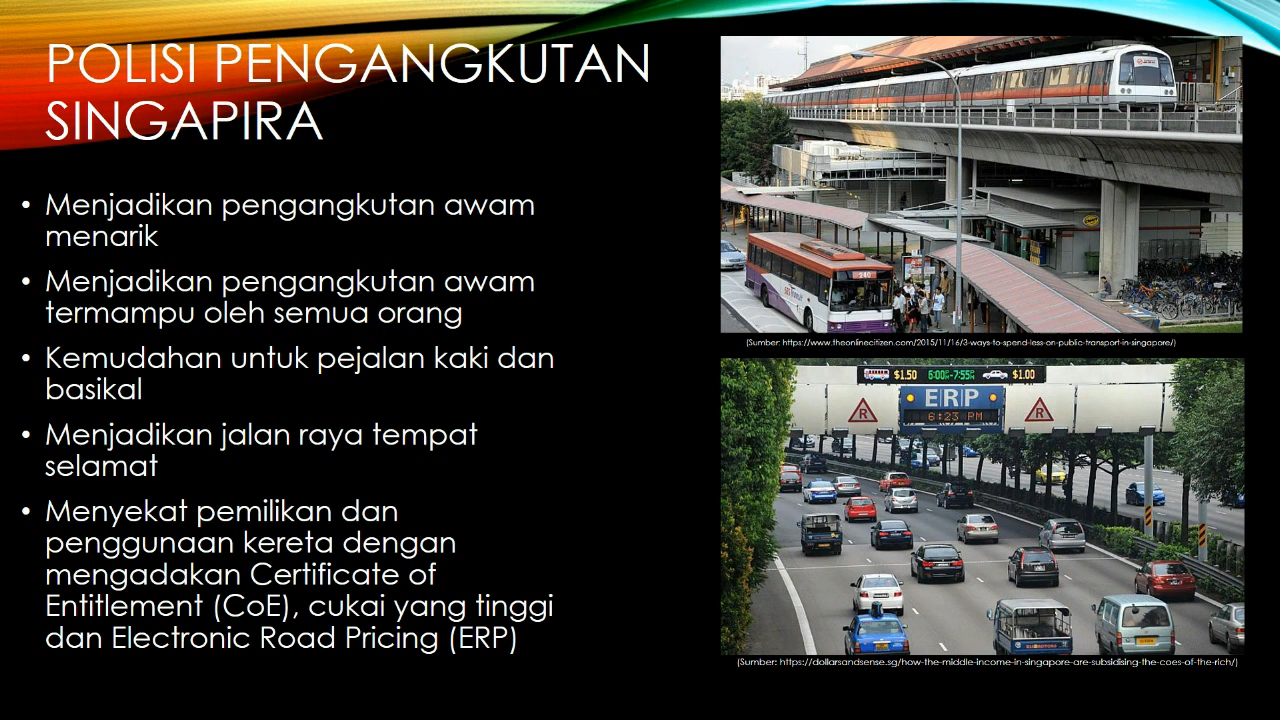 POLISI PENGANGKUTAN
SINGAPIRA
• Menjadikan pengangkutan awam
menarik
• Menjadikan pengangkutan awam
termampu oleh semua orang
• Kemudahan untuk pejalan kaki dan
basikal
• Menjadikan jalan raya tempat
selamat
• Menyekat pemilikan dan
penggunaan kereta dengan
mengadakan Certificate of
Entitlement (CoE), cukai yang tinggi
dan Electronic Road Pricing (ERP)
240
(Sumber: https://www.theonlinecitizen.com/2015/11/16/3-ways-to-spend-less-on-public-transport-in-singapore/)
$1.50 6:00AM-7:55PM $1.00
ERP
R 6:23 PM R
(Sumber: https://dollarsandsense.sg/how-the-middle-income-in-singapore-are-subsidising-the-coes-of-the-rich/)